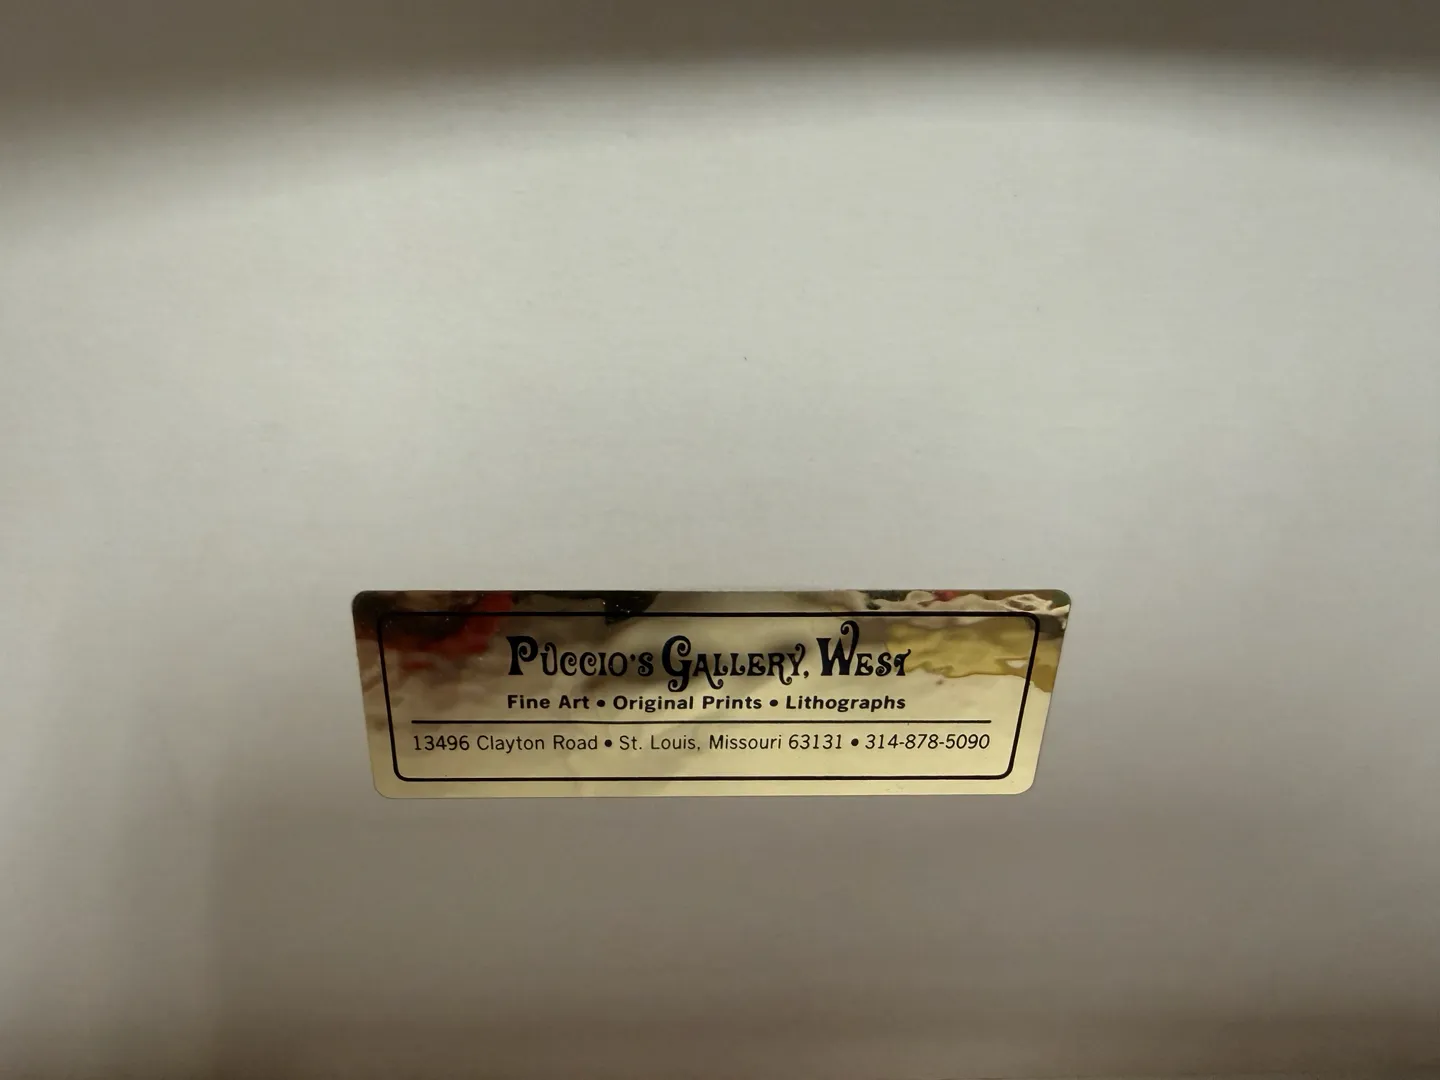 Puccio's Gallery, West
Fine Art • Original Prints • Lithographs
13496 Clayton Road • St. Louis, Missouri 63131 • 314-878-5090